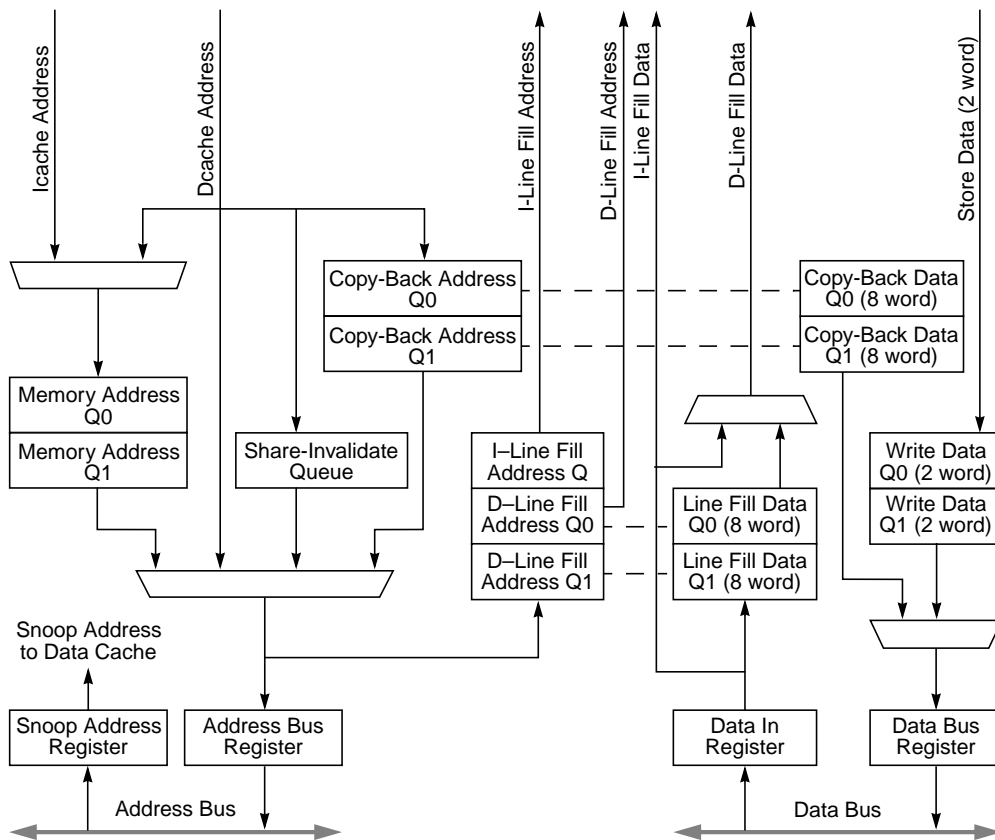 Icache Address
Dcache Address
I-Line Fill Address
D-Line Fill Address
I-Line Fill Data
D-Line Fill Data
Store Data (2 word)
Copy-Back Address
Q0
Copy-Back Address
Q1
Copy-Back Data
Q0 (8 word)
Copy-Back Data
Q1 (8 word)
Memory Address
Q0
Memory Address
Q1
Share-Invalidate
Queue
I–Line Fill
Address Q
D–Line Fill
Address Q0
D–Line Fill
Address Q1
Line Fill Data
Q0 (8 word)
Line Fill Data
Q1 (8 word)
Write Data
Q0 (2 word)
Write Data
Q1 (2 word)
Snoop Address
to Data Cache
Snoop Address
Register
Address Bus
Register
Data In
Register
Data Bus
Register
Address Bus
Data Bus